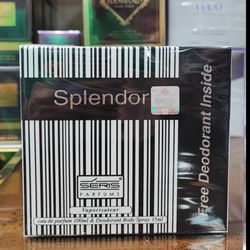 Splendor
Free Deodorant Inside
SERIS
PARFUMS
Vaporisateur
eau de parfum 100ml & Deodorant Body Spray 35ml